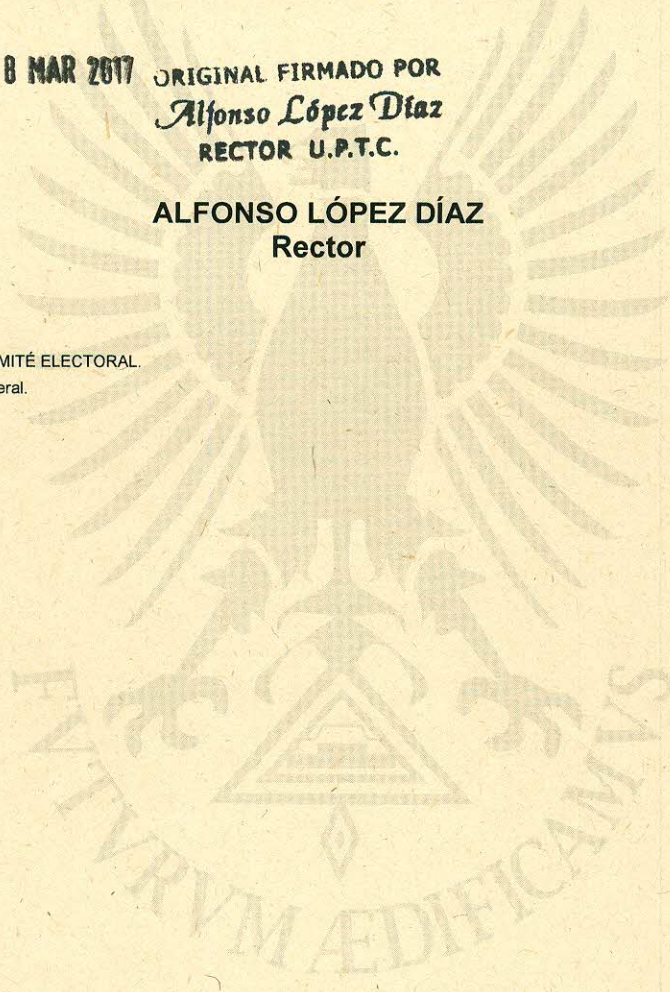 8 MAR 2017
ORIGINAL FIRMADO POR
Alfonso López Díaz
RECTOR U.P.T.C.
ALFONSO LÓPEZ DÍAZ
Rector
MITÉ ELECTORAL.
eral.
FVTVRVM ÆDIFICAMVS